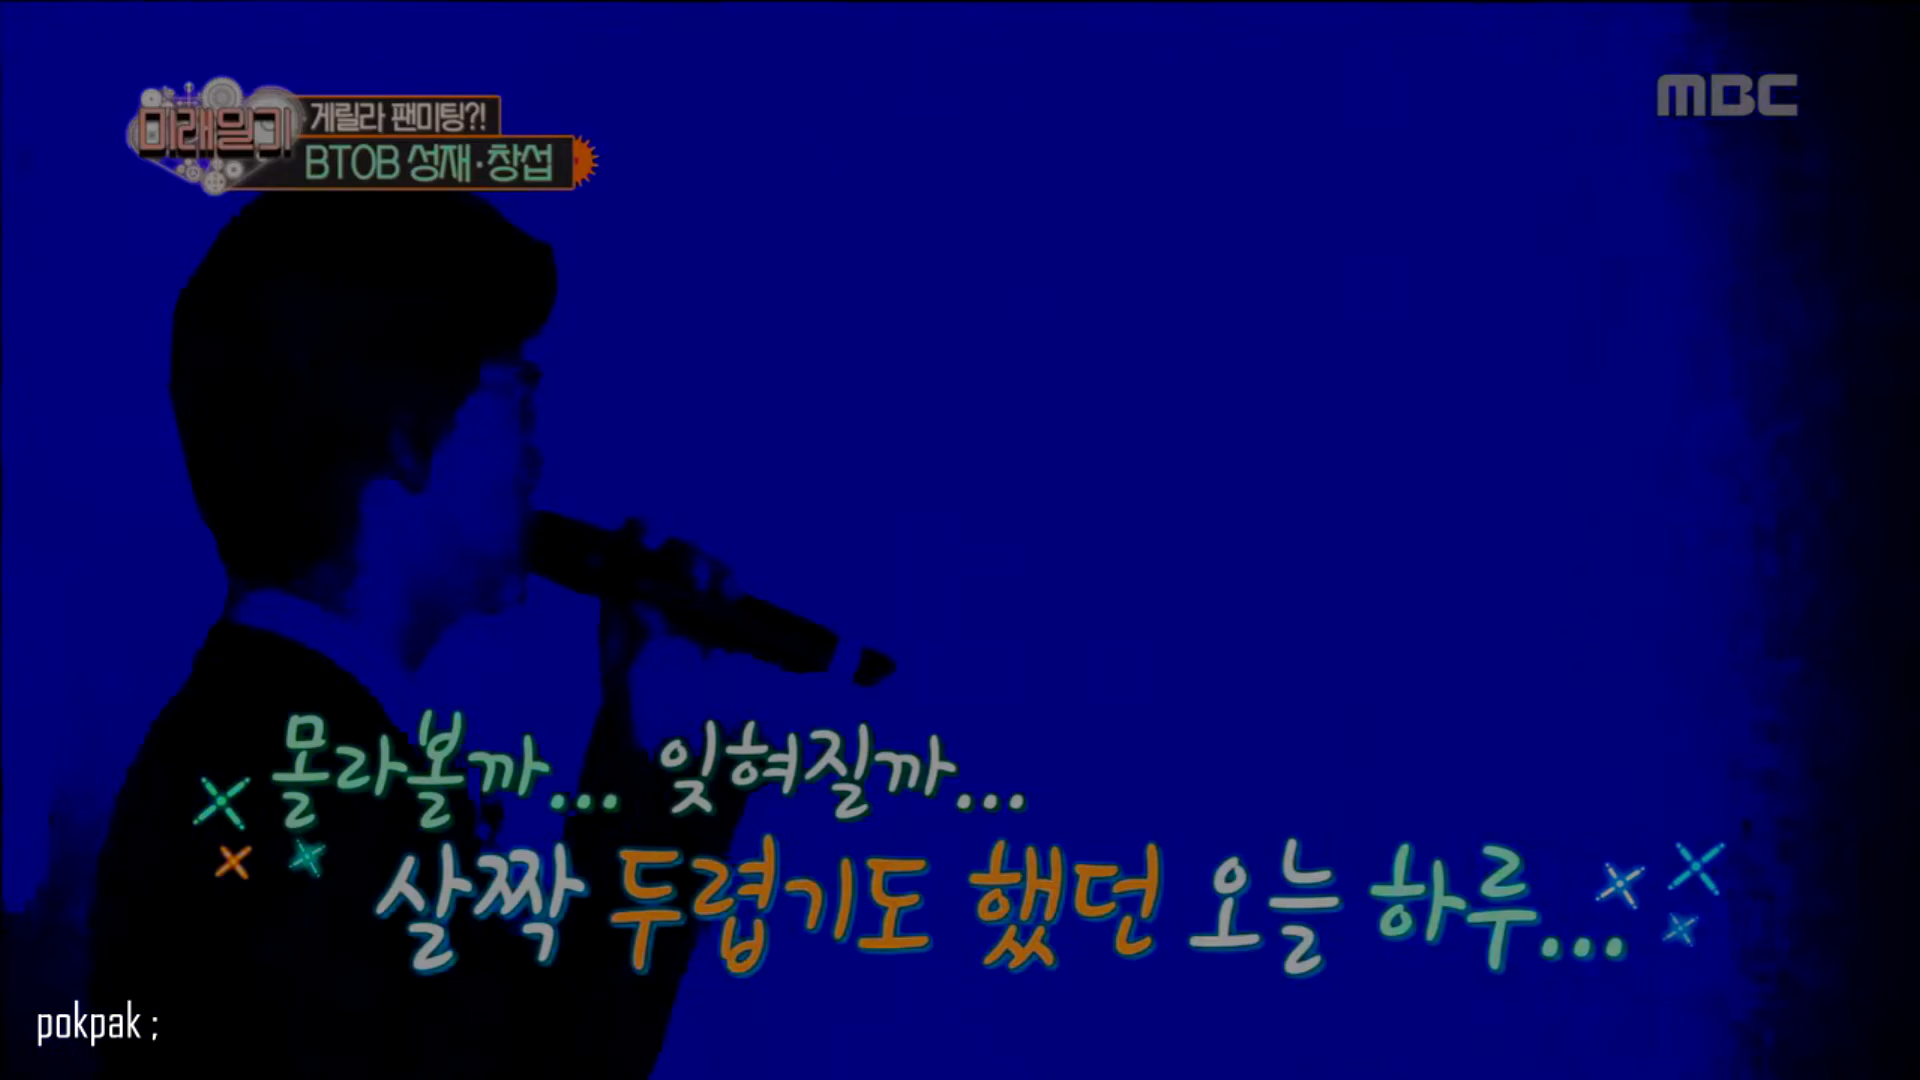 미래일기
게릴라 팬미팅?!
BTOB 성재·창섭
MBC
몰라볼까... 잊혀질까...
살짝 두렵기도 했던 오늘 하루...
pokpak ;